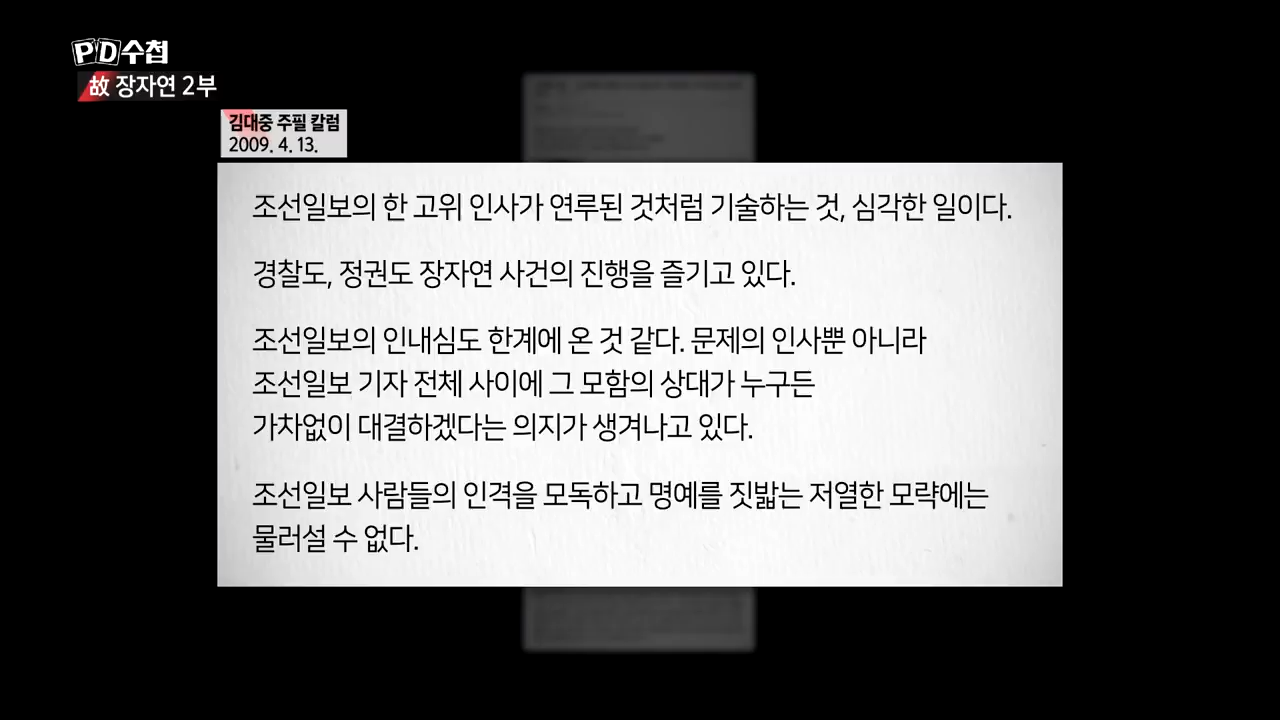 PD수첩
故 장자연 2부
김대중 주필 칼럼
2009. 4. 13.
조선일보의 한 고위 인사가 연루된 것처럼 기술하는 것, 심각한 일이다.
경찰도, 정권도 장자연 사건의 진행을 즐기고 있다.
조선일보의 인내심도 한계에 온 것 같다. 문제의 인사뿐 아니라
조선일보 기자 전체 사이에 그 모함의 상대가 누구든
가차없이 대결하겠다는 의지가 생겨나고 있다.
조선일보 사람들의 인격을 모독하고 명예를 짓밟는 저열한 모략에는
물러설 수 없다.